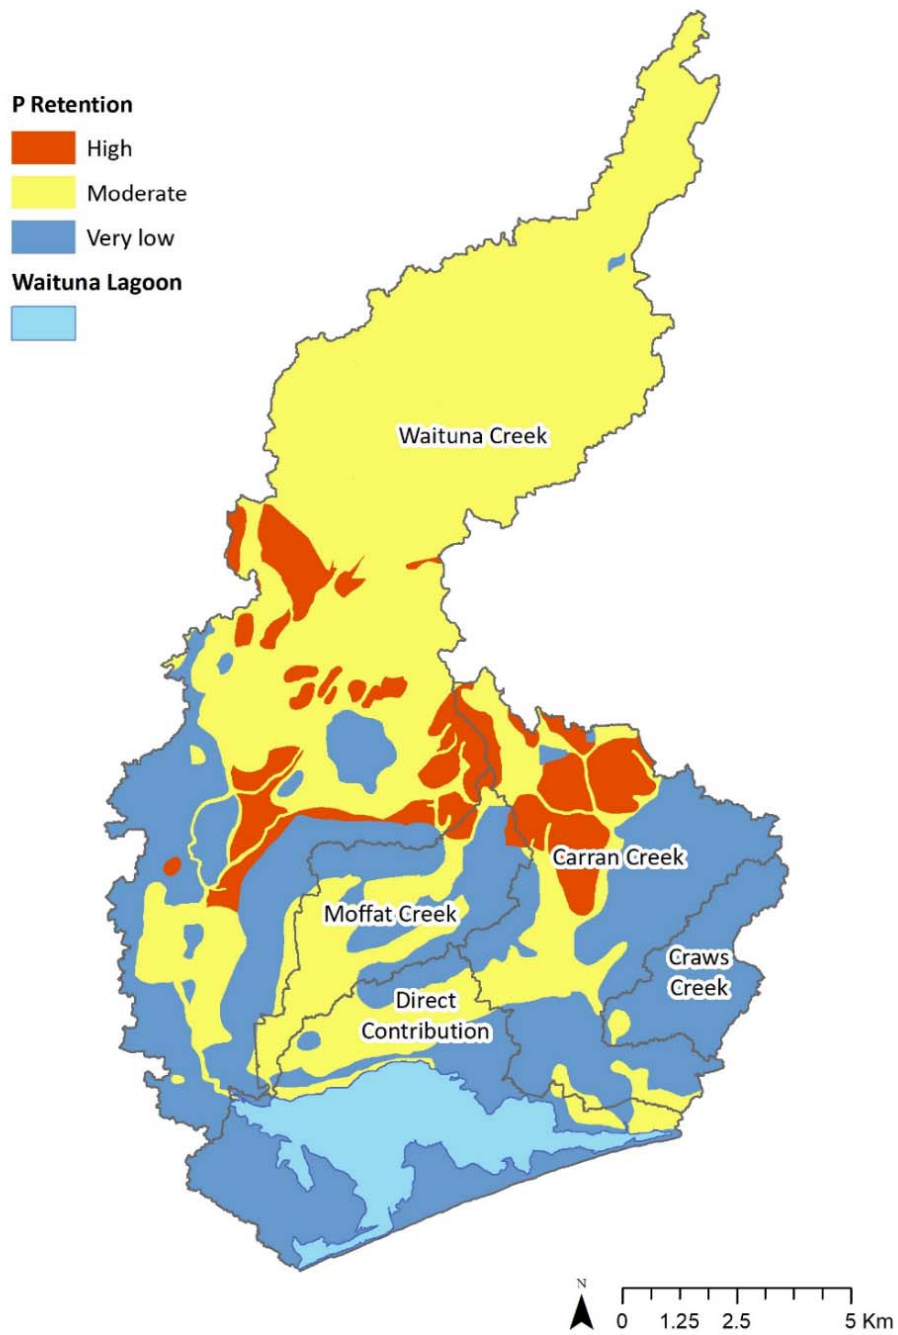 P Retention
High
Moderate
Very low
Waituna Lagoon
Waituna Creek
Carran Creek
Moffat Creek
Craws
Creek
Direct
Contribution
N
0 1.25 2.5 5 Km